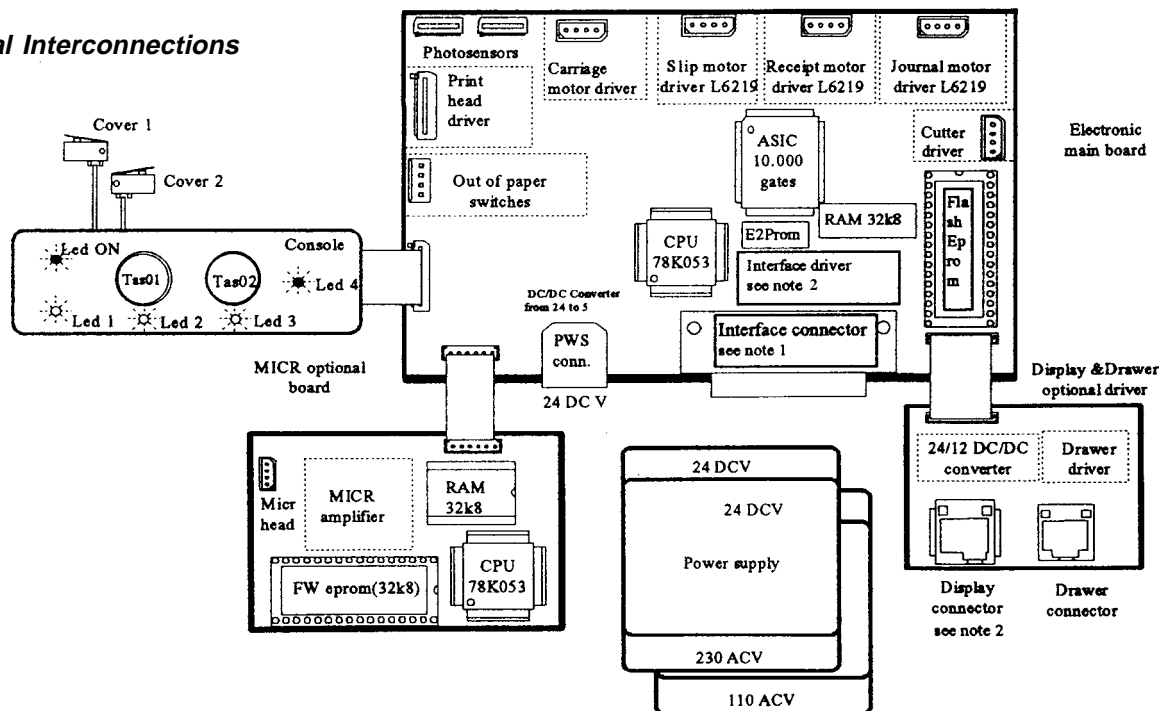 al Interconnections
Photosensors
Print
head
driver
Carriage
motor driver
Slip motor
driver L6219
Receipt motor
driver L6219
Journal motor
driver L6219
Cutter
driver
Electronic
main board
ASIC
10.000
gates
Out of paper
switches
RAM 32k8
E2Prom
CPU
78K053
Fla
sh
Ep
ro
m
Interface driver
see note 2
Interface connector
see note 1
DC/DC Converter
from 24 to 5
PWS
conn.
24 DC V
Cover 1
Cover 2
Led ON
Console
Tas01
Tas02
Led 4
Led 1
Led 2
Led 3
MICR optional
board
Micr
head
MICR
amplifier
RAM
32k8
CPU
78K053
FW eprom(32k8)
24 DCV
24 DCV
Power supply
230 ACV
110 ACV
Display &Drawer
optional driver
24/12 DC/DC
converter
Drawer
driver
Display
connector
see note 2
Drawer
connector